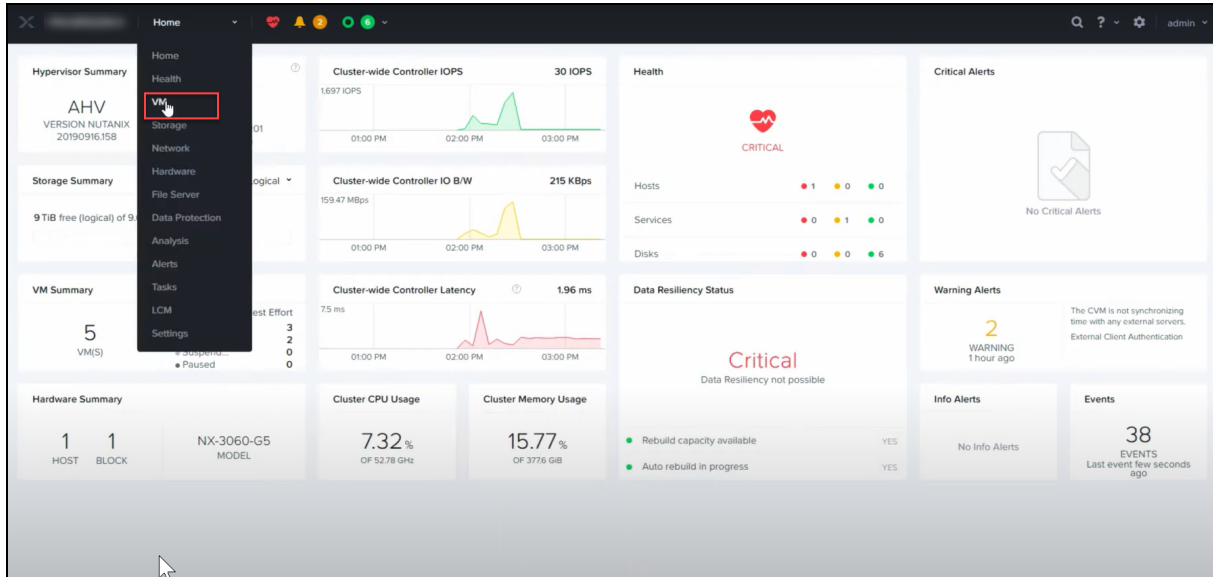 Home
2
6
admin
Home
Health
VM
Storage
Network
Hardware
File Server
Data Protection
Analysis
Alerts
Tasks
LCM
Settings
Hypervisor Summary
AHV
VERSION NUTANIX
20190916.158
01
Cluster-wide Controller IOPS
30 IOPS
1,697 IOPS
01:00 PM 02:00 PM 03:00 PM
Health
CRITICAL
Hosts 1 0 0
Services 0 1 0
Disks 0 0 6
Critical Alerts
No Critical Alerts
Storage Summary
ogical
9 TiB free (logical) of 9.
Cluster-wide Controller IO B/W
215 KBps
159.47 MBps
01:00 PM 02:00 PM 03:00 PM
VM Summary
5
VM(S)
est Effort
3
2
Suspend... 0
Paused 0
Cluster-wide Controller Latency ?
1.96 ms
7.5 ms
01:00 PM 02:00 PM 03:00 PM
Data Resiliency Status
Critical
Data Resiliency not possible
Rebuild capacity available YES
Auto rebuild in progress YES
Warning Alerts
2
WARNING
1 hour ago
The CVM is not synchronizing
time with any external servers.
External Client Authentication
Hardware Summary
1 HOST
1 BLOCK
NX-3060-G5
MODEL
Cluster CPU Usage
7.32 %
OF 52.78 GHz
Cluster Memory Usage
15.77 %
OF 377.6 GiB
Info Alerts
No Info Alerts
Events
38
EVENTS
Last event few seconds
ago